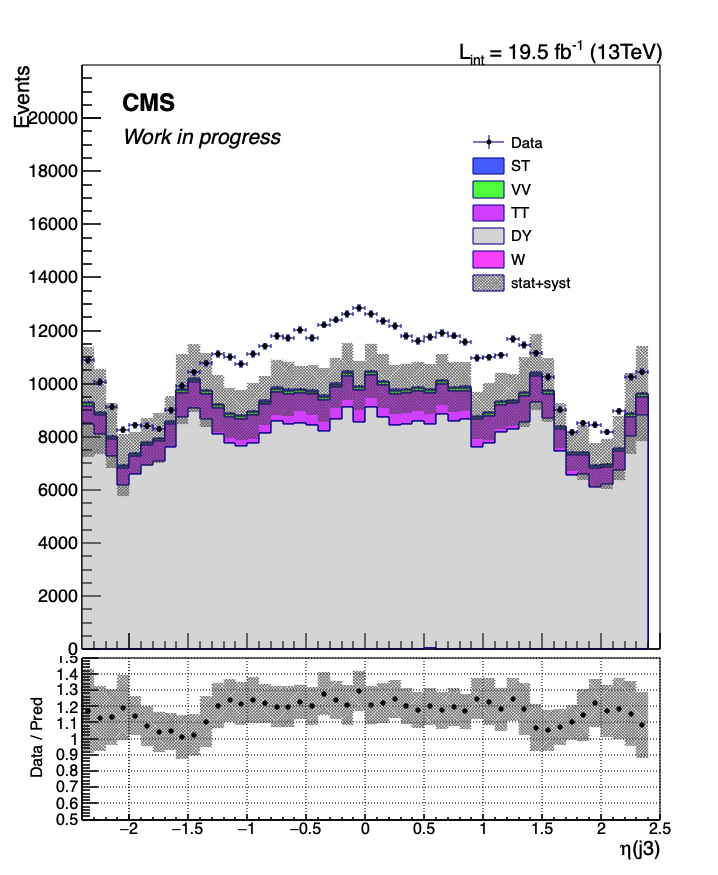 L_int = 19.5 fb^-1 (13TeV)
Events
CMS
Work in progress
Data
ST
VV
TT
DY
W
stat+syst
20000
18000
16000
14000
12000
10000
8000
6000
4000
2000
0
Data / Pred
1.5
1.4
1.3
1.2
1.1
1
0.9
0.8
0.7
0.6
0.5
−2 −1.5 −1 −0.5 0 0.5 1 1.5 2 2.5
η(j3)